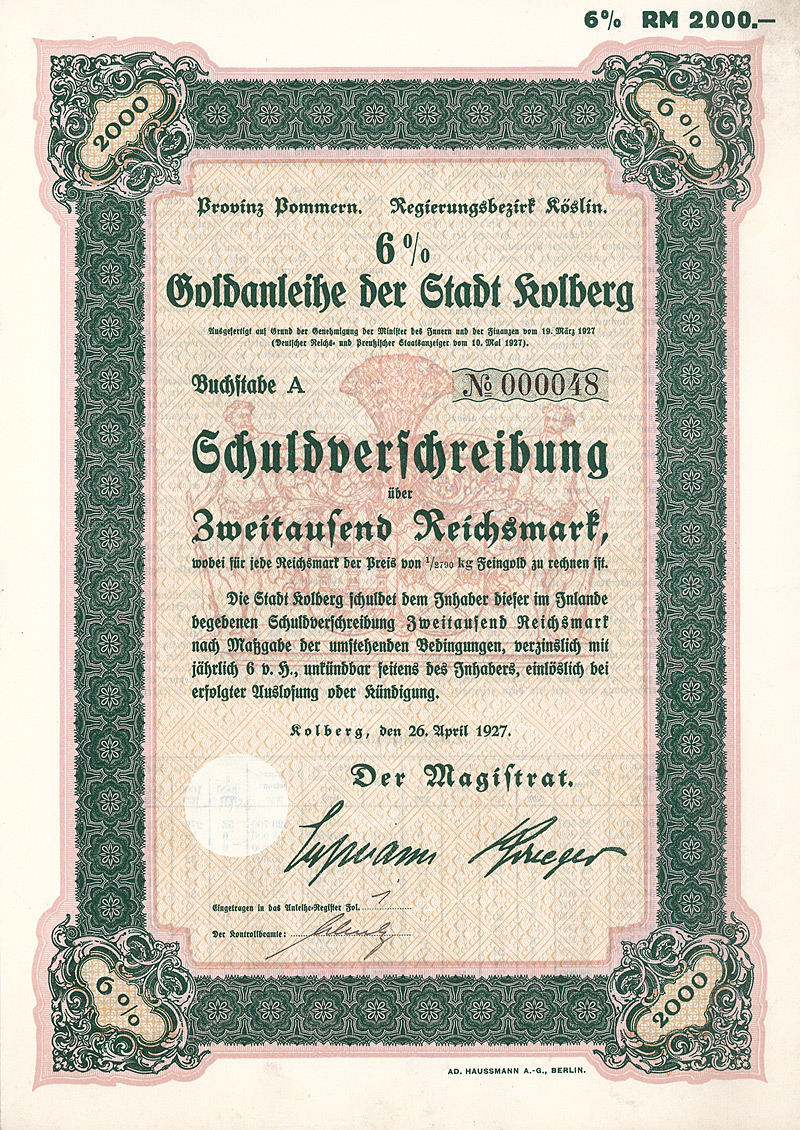 6% RM 2000.—
2000
6%
Provinz Pommern. Regierungsbezirk Köslin.
6%
Goldanleihe der Stadt Kolberg
Ausgefertigt auf Grund der Genehmigung der Minister des Innern und der Finanzen vom 19. März 1927
(Deutscher Reichs- und Preußischer Staatsanzeiger vom 10. Mai 1927).
Buchstabe A
№ 000048
Schuldverschreibung
über
Zweitausend Reichsmark,
wobei für jede Reichsmark der Preis von 1/2790 kg Feingold zu rechnen ist.
Die Stadt Kolberg schuldet dem Inhaber dieser im Inlande
begebenen Schuldverschreibung Zweitausend Reichsmark
nach Maßgabe der umstehenden Bedingungen, verzinslich mit
jährlich 6 v. H., unkündbar seitens des Inhabers, einlöslich bei
erfolgter Auslosung oder Kündigung.
Kolberg, den 26. April 1927.
Der Magistrat.
Krieger
Eingetragen in das Anleihe-Register Fol. 1
Der Kontrollbeamte:
6%
2000
AD. HAUSSMANN A.-G., BERLIN.